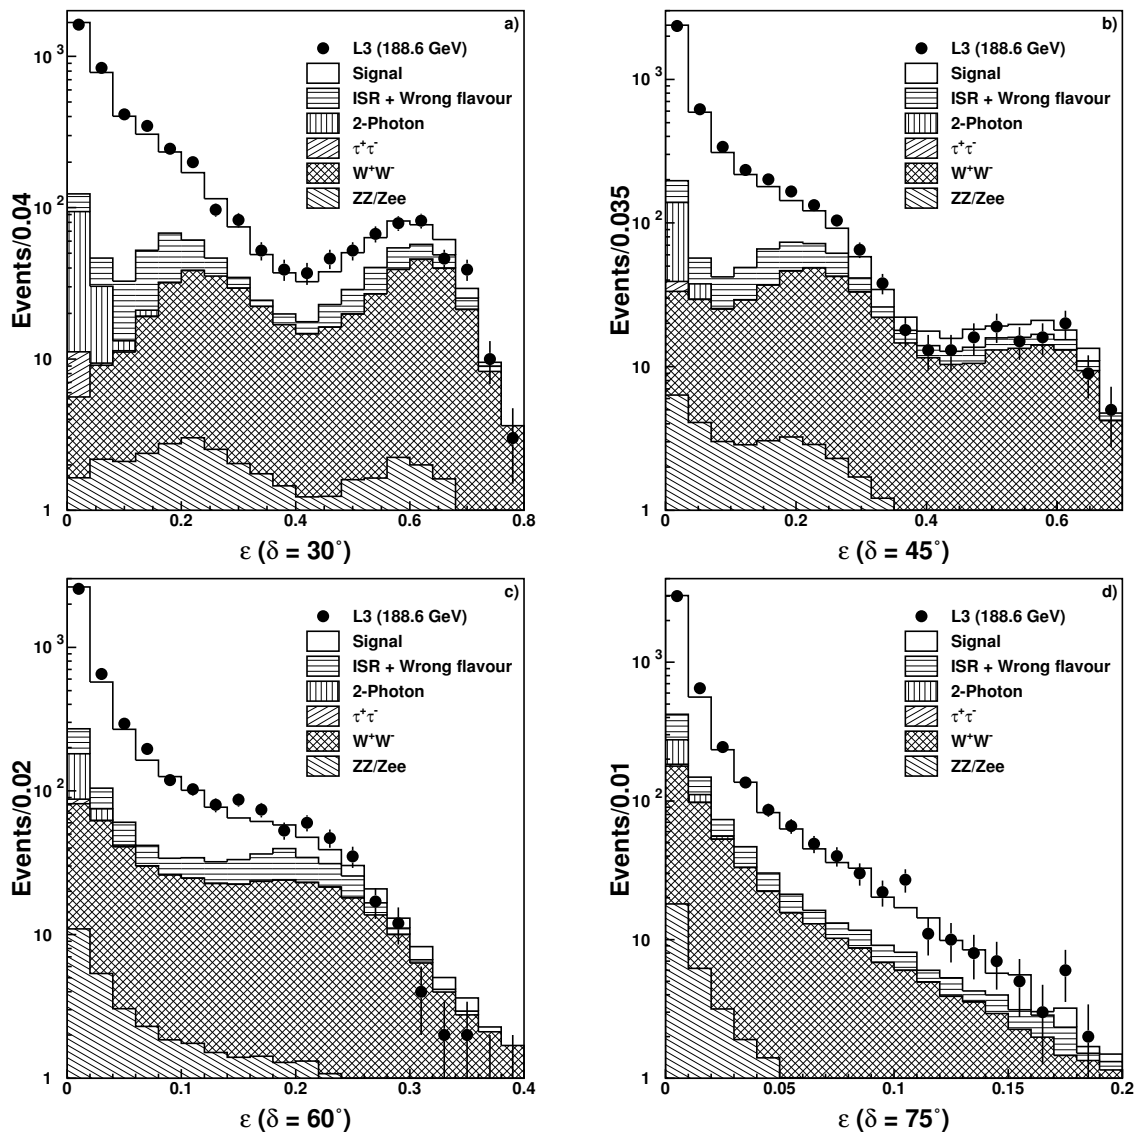 a)
L3 (188.6 GeV)
Signal
ISR + Wrong flavour
2-Photon
τ⁺τ⁻
W⁺W⁻
ZZ/Zee
Events/0.04
10³
10²
10
1
0 0.2 0.4 0.6 0.8
ε (δ = 30°)
b)
L3 (188.6 GeV)
Signal
ISR + Wrong flavour
2-Photon
τ⁺τ⁻
W⁺W⁻
ZZ/Zee
Events/0.035
10³
10²
10
1
0 0.2 0.4 0.6
ε (δ = 45°)
c)
L3 (188.6 GeV)
Signal
ISR + Wrong flavour
2-Photon
τ⁺τ⁻
W⁺W⁻
ZZ/Zee
Events/0.02
10³
10²
10
1
0 0.1 0.2 0.3 0.4
ε (δ = 60°)
d)
L3 (188.6 GeV)
Signal
ISR + Wrong flavour
2-Photon
τ⁺τ⁻
W⁺W⁻
ZZ/Zee
Events/0.01
10³
10²
10
1
0 0.05 0.1 0.15 0.2
ε (δ = 75°)